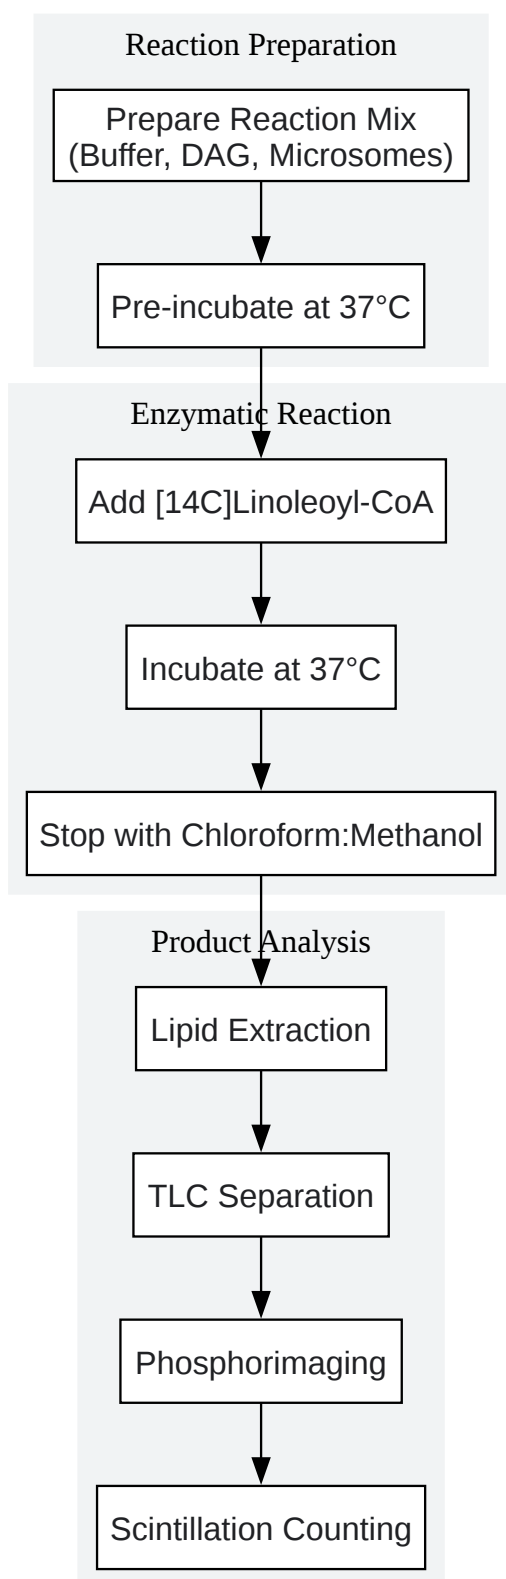 Reaction Preparation
Prepare Reaction Mix
(Buffer, DAG, Microsomes)
Pre-incubate at 37°C
Enzymatic Reaction
Add [14C]Linoleoyl-CoA
Incubate at 37°C
Stop with Chloroform:Methanol
Product Analysis
Lipid Extraction
TLC Separation
Phosphorimaging
Scintillation Counting